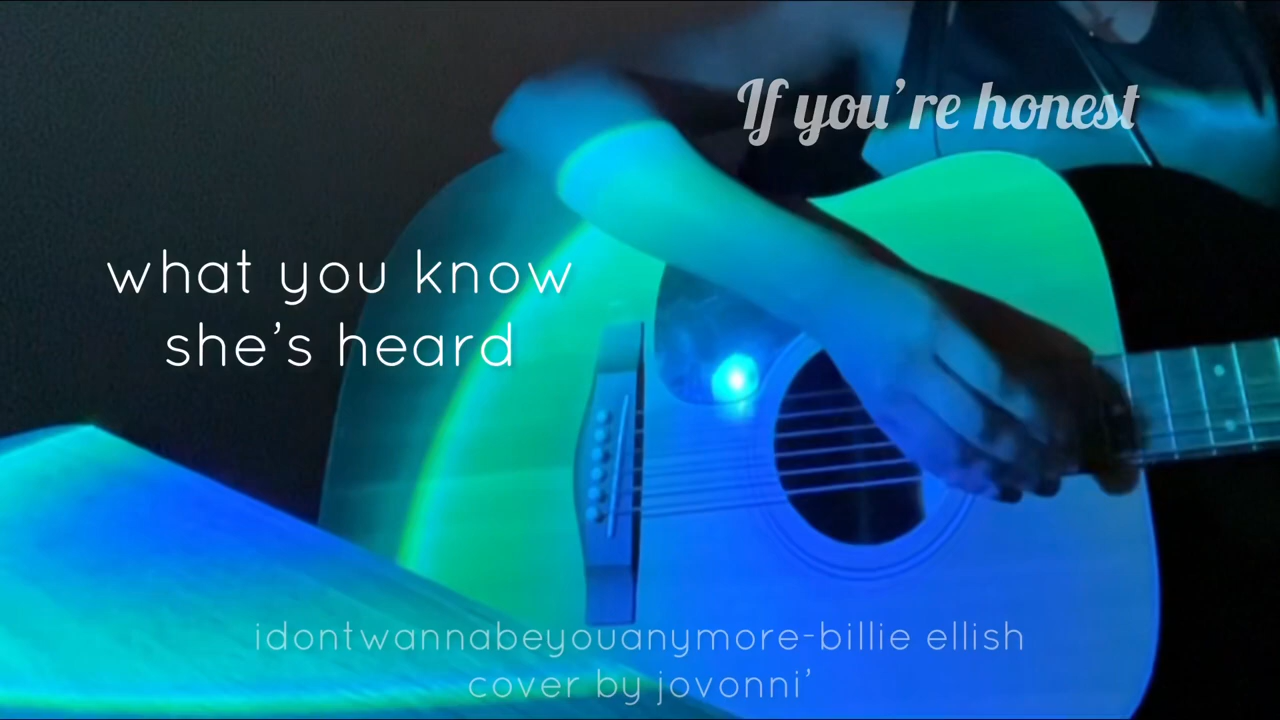 If you're honest
what you know
she's heard
idontwannabeyouanymore-billie ellish
cover by jovonni'